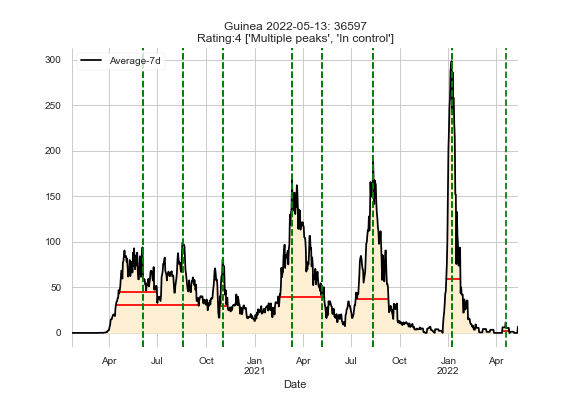 Guinea 2022-05-13: 36597
Rating:4 ['Multiple peaks', 'In control']
Average-7d
300
250
200
150
100
50
0
Apr Jul Oct Jan Apr Jul Oct Jan Apr
2021 2022
Date